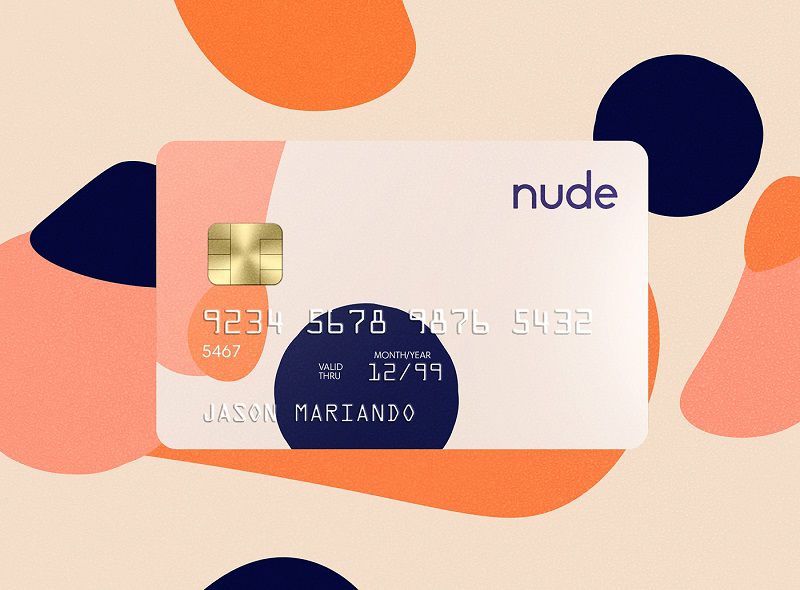 nude
9234 5678 9876 5432
5467
MONTH/YEAR
VALID
THRU
12/99
JASON MARIANDO